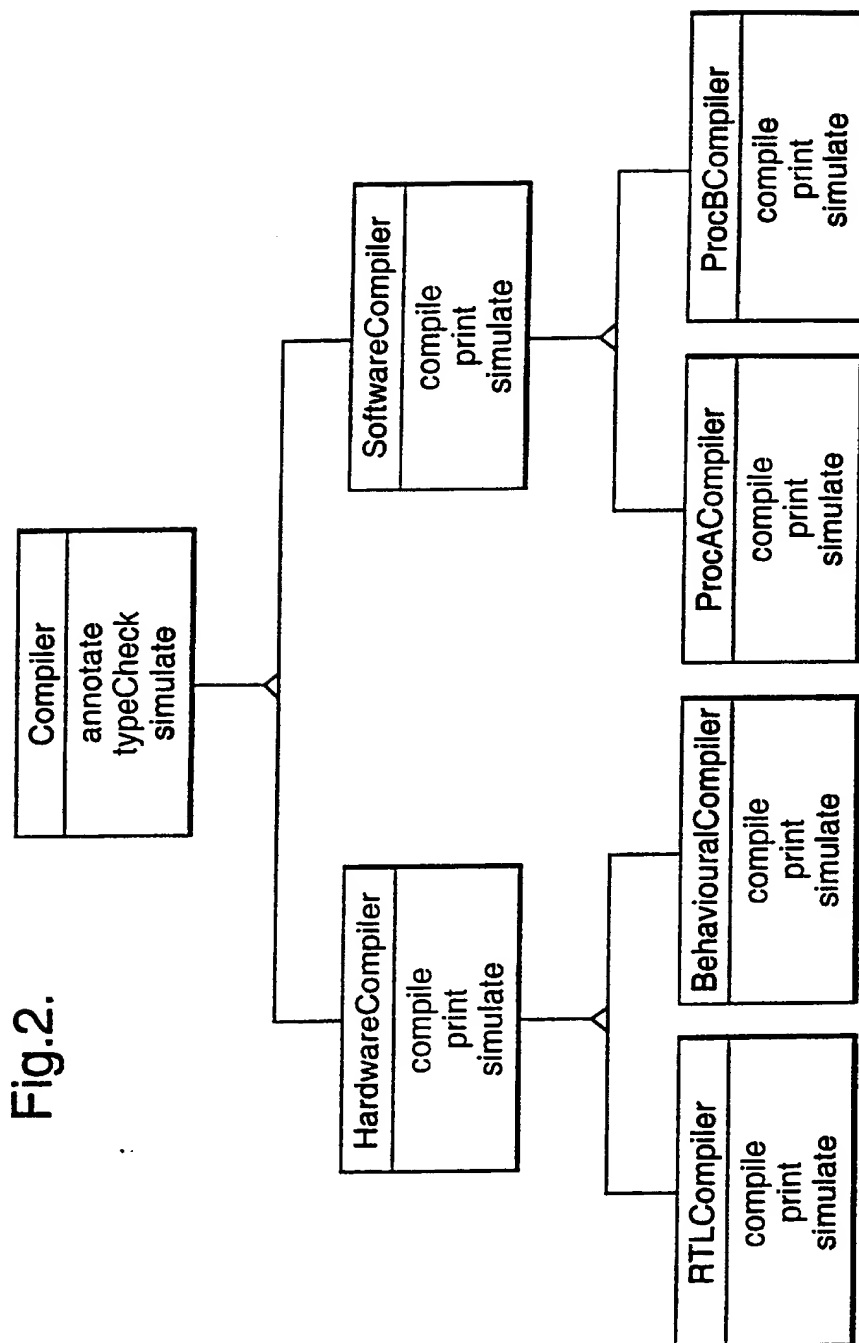 Fig.2.
Compiler
annotate
typeCheck
simulate
HardwareCompiler
compile
print
simulate
SoftwareCompiler
compile
print
simulate
RTLCompiler
compile
print
simulate
BehaviouralCompiler
compile
print
simulate
ProcACompiler
compile
print
simulate
ProcBCompiler
compile
print
simulate